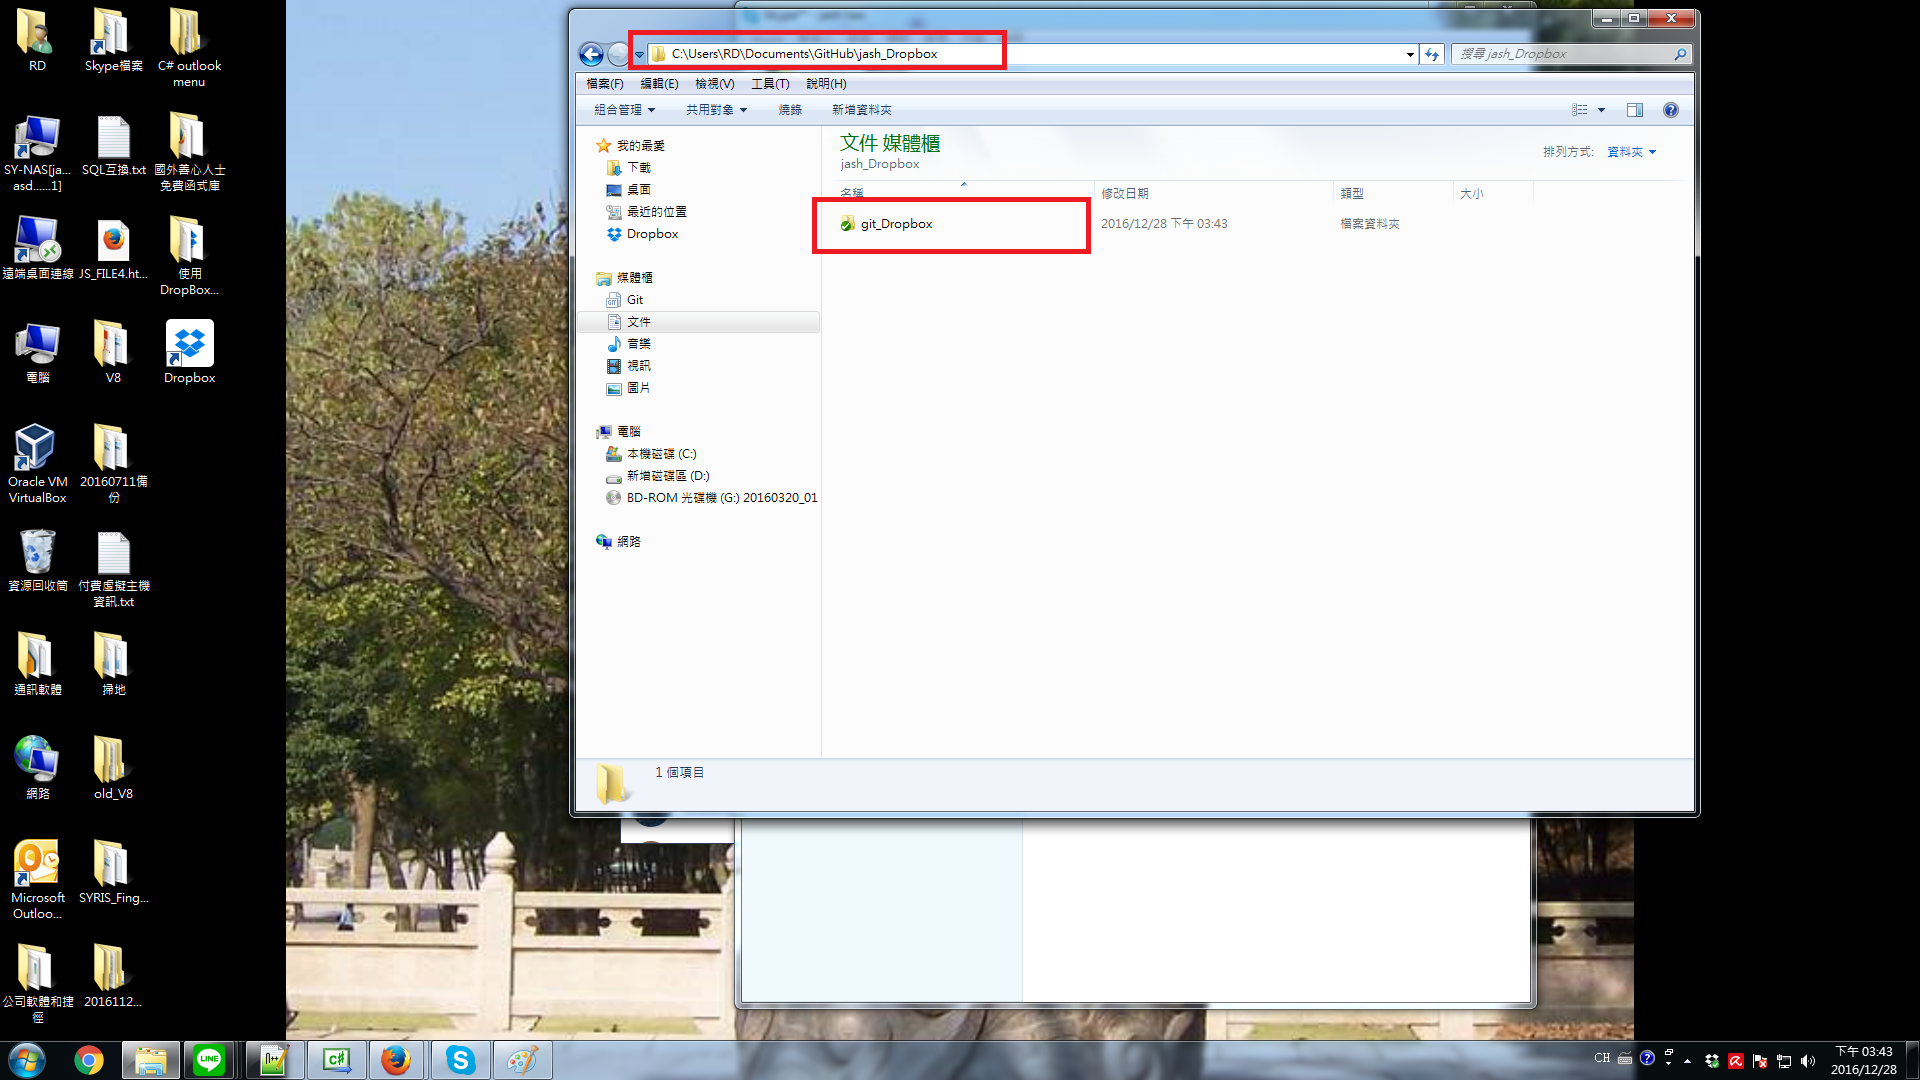 RD
Skype檔案
C# outlook
menu
SY-NAS[ja...
asd......1]
SQL互換.txt
國外善心人士
免費函式庫
遠端桌面連線
JS_FILE4.ht...
使用
DropBox...
電腦
V8
Dropbox
Oracle VM
VirtualBox
20160711備
份
資源回收筒
付費虛擬主機
資訊.txt
通訊軟體
掃地
網路
old_V8
Microsoft
Outloo...
SYRIS_Fing...
公司軟體和捷
徑
2016112...
C:\Users\RD\Documents\GitHub\jash_Dropbox
搜尋 jash_Dropbox
檔案(F) 編輯(E) 檢視(V) 工具(T) 說明(H)
組合管理 共用對象 燒錄 新增資料夾
我的最愛
下載
桌面
最近的位置
Dropbox
媒體櫃
Git
文件
音樂
視訊
圖片
電腦
本機磁碟 (C:)
新增磁碟區 (D:)
BD-ROM 光碟機 (G:) 20160320_01
網路
文件 媒體櫃
jash_Dropbox
排列方式: 資料夾
名稱 修改日期 類型 大小
git_Dropbox 2016/12/28 下午 03:43 檔案資料夾
1 個項目
LINE
n++
C#
CH
下午 03:43
2016/12/28